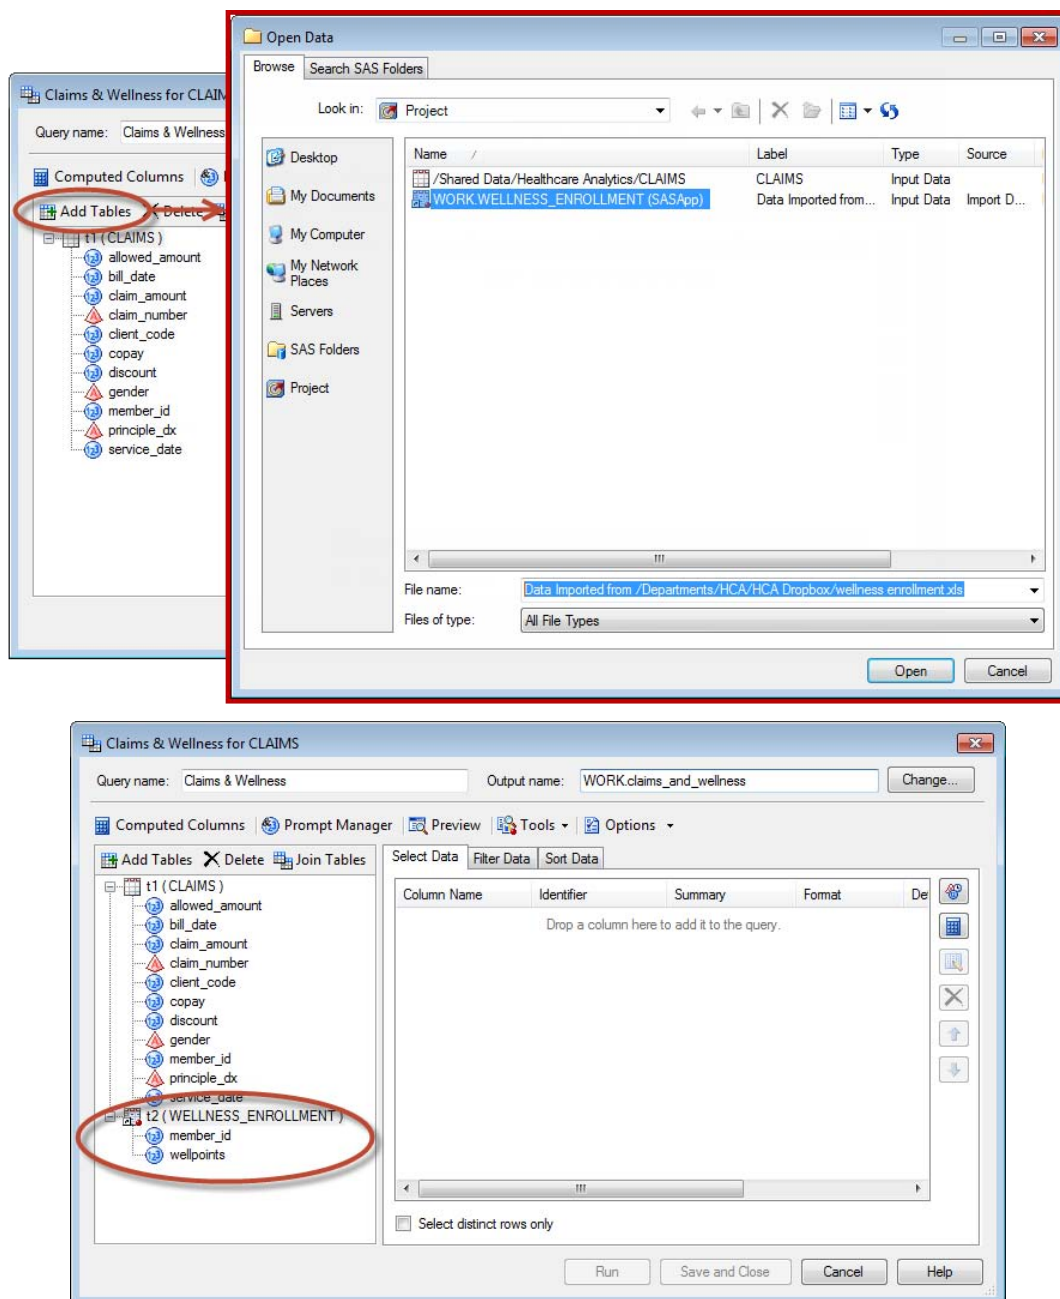 Open Data
Browse Search SAS Folders
Look in: Project
Desktop
My Documents
My Computer
My Network
Places
Servers
SAS Folders
Project
Name Label Type Source
/Shared Data/Healthcare Analytics/CLAIMS CLAIMS Input Data
WORK.WELLNESS_ENROLLMENT (SASApp) Data Imported from... Input Data Import D...
File name: Data Imported from /Departments/HCA/HCA Dropbox/wellness enrollment.xls
Files of type: All File Types
Open Cancel
Claims & Wellness for CLAIM
Query name: Claims & Wellness
Computed Columns
Add Tables Delete
t1 (CLAIMS)
allowed_amount
bill_date
claim_amount
claim_number
client_code
copay
discount
gender
member_id
principle_dx
service_date
Claims & Wellness for CLAIMS
Query name: Claims & Wellness Output name: WORK.claims_and_wellness Change...
Computed Columns Prompt Manager Preview Tools Options
Add Tables Delete Join Tables
t1 (CLAIMS)
allowed_amount
bill_date
claim_amount
claim_number
client_code
copay
discount
gender
member_id
principle_dx
service_date
t2 (WELLNESS_ENROLLMENT)
member_id
wellpoints
Select Data Filter Data Sort Data
Column Name Identifier Summary Format De
Drop a column here to add it to the query.
Select distinct rows only
Run Save and Close Cancel Help